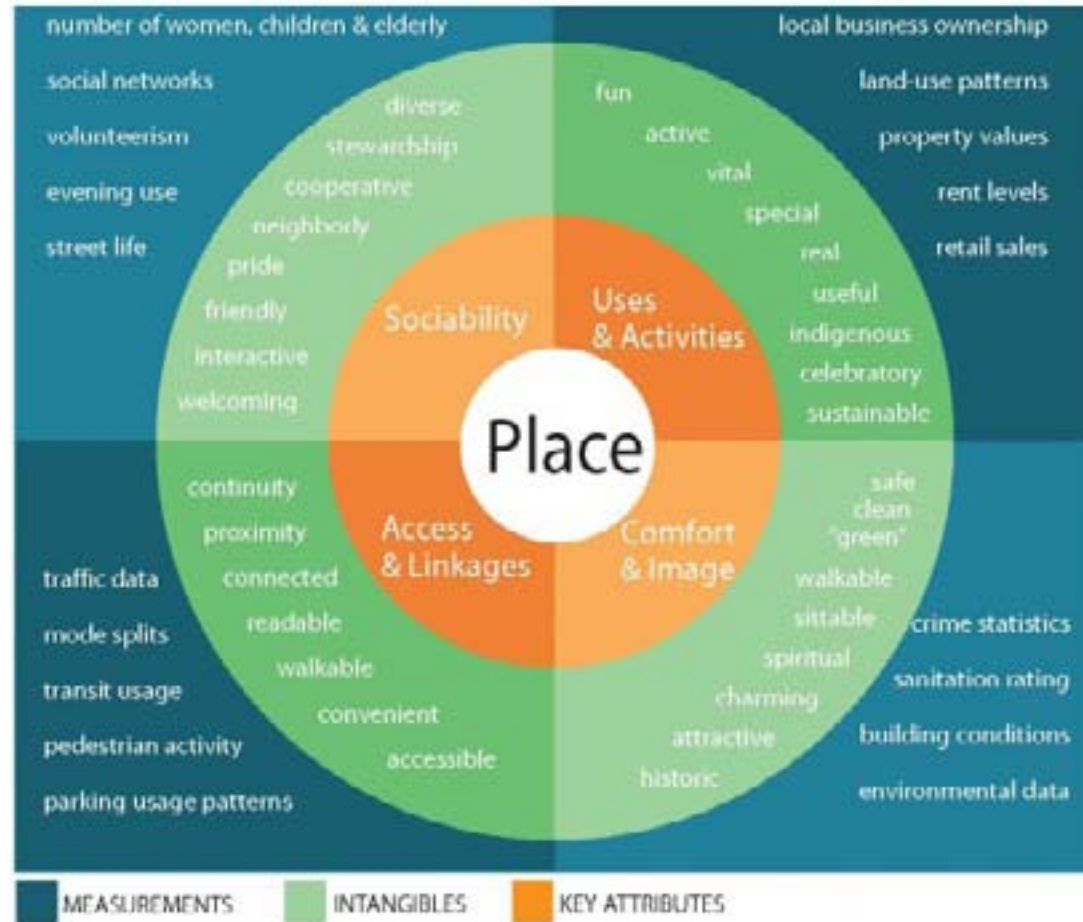 number of women, children & elderly
social networks
volunteerism
evening use
street life
diverse
stewardship
cooperative
neighbody
pride
friendly
interactive
welcoming
Sociability
fun
active
vital
special
real
useful
indigenous
celebratory
sustainable
Uses
& Activities
local business ownership
land-use patterns
property values
rent levels
retail sales
Place
continuity
proximity
connected
readable
walkable
convenient
accessible
Access
& Linkages
traffic data
mode splits
transit usage
pedestrian activity
parking usage patterns
Comfort
& Image
safe
clean
"green"
walkable
sittable
spiritual
charming
attractive
historic
crime statistics
sanitation rating
building conditions
environmental data
MEASUREMENTS
INTANGIBLES
KEY ATTRIBUTES